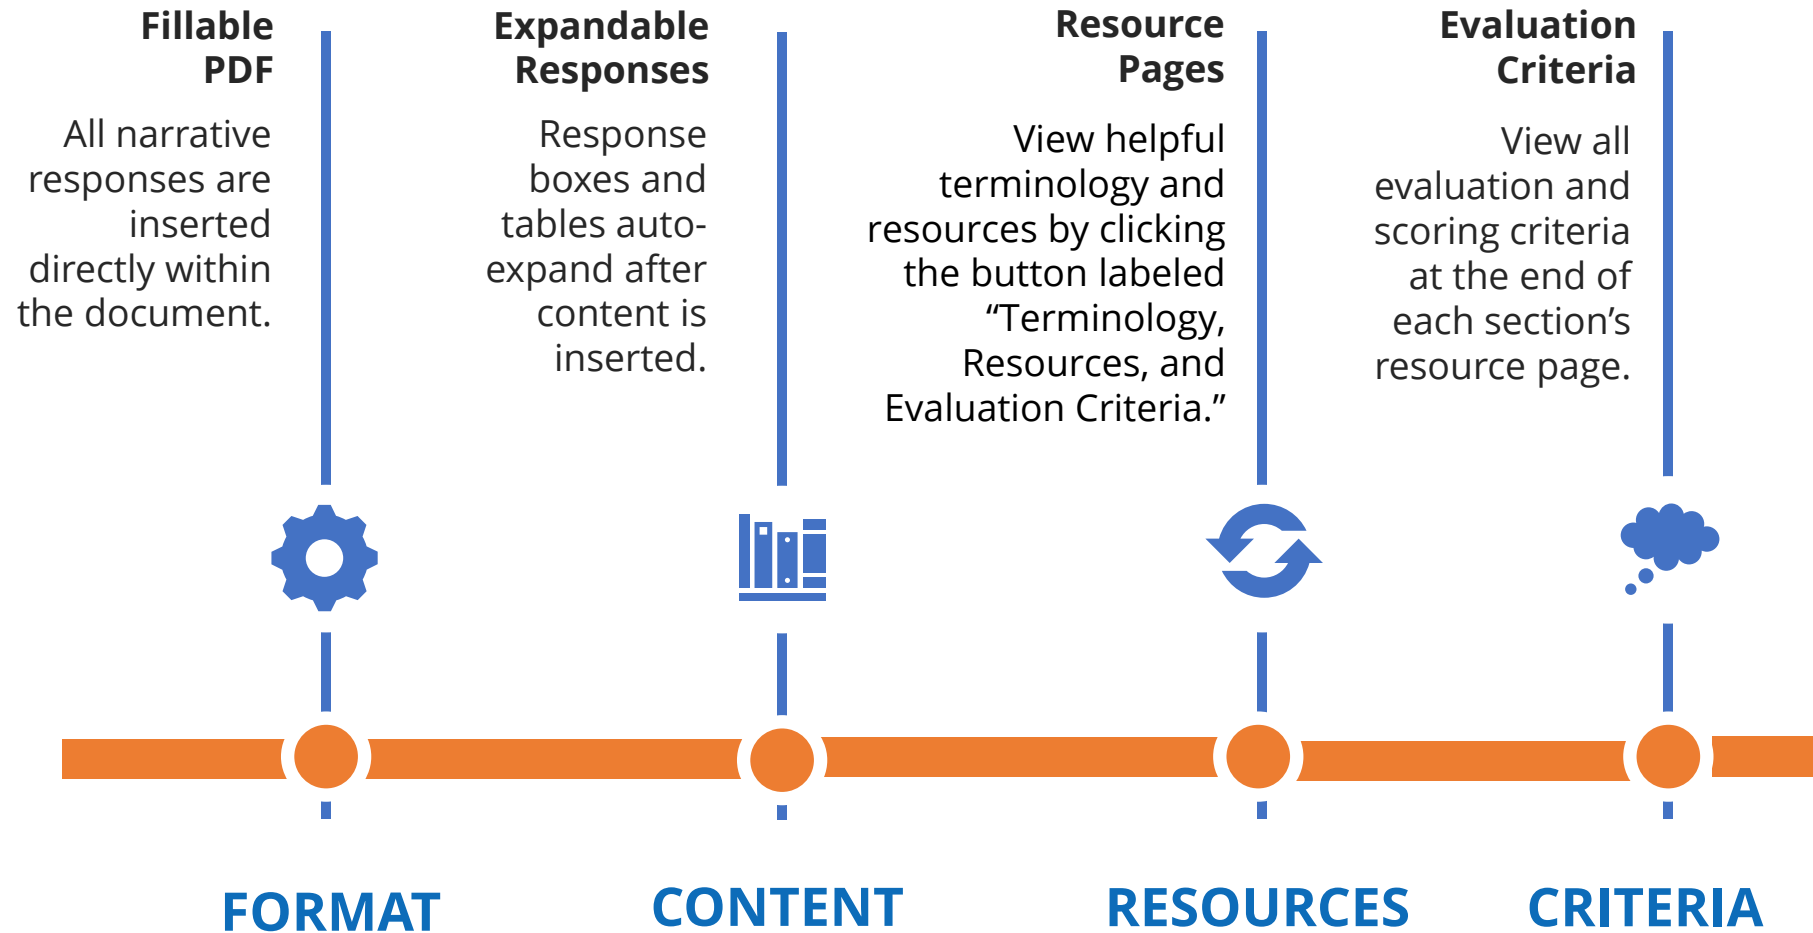 Fillable
PDF
All narrative
responses are
inserted
directly within
the document.
Expandable
Responses
Response
boxes and
tables auto-
expand after
content is
inserted.
Resource
Pages
View helpful
terminology and
resources by clicking
the button labeled
“Terminology,
Resources, and
Evaluation Criteria.”
Evaluation
Criteria
View all
evaluation and
scoring criteria
at the end of
each section’s
resource page.
FORMAT
CONTENT
RESOURCES
CRITERIA